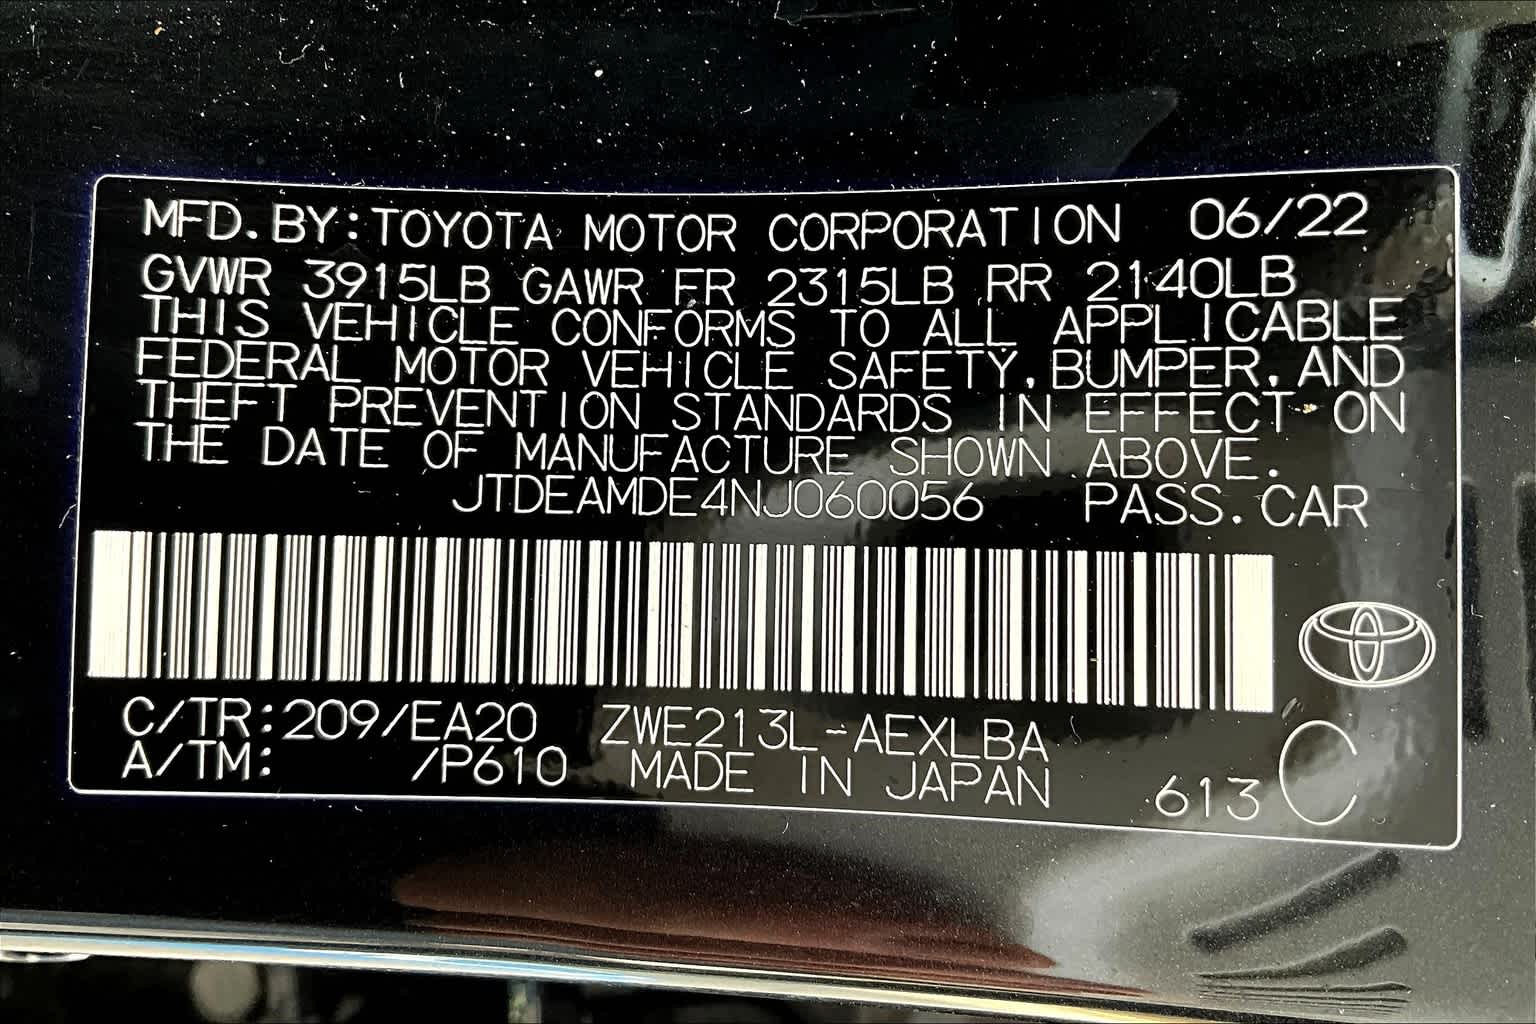 MFD. BY: TOYOTA MOTOR CORPORATION 06/22
GVWR 3915LB GAWR FR 2315LB RR 2140LB
THIS VEHICLE CONFORMS TO ALL APPLICABLE
FEDERAL MOTOR VEHICLE SAFETY, BUMPER, AND
THEFT PREVENTION STANDARDS IN EFFECT ON
THE DATE OF MANUFACTURE SHOWN ABOVE.
JTDEAMDE4NJ060056 PASS. CAR
C/TR: 209/EA20 ZWE213L-AEXLBA
A/TM: /P610 MADE IN JAPAN 613 C